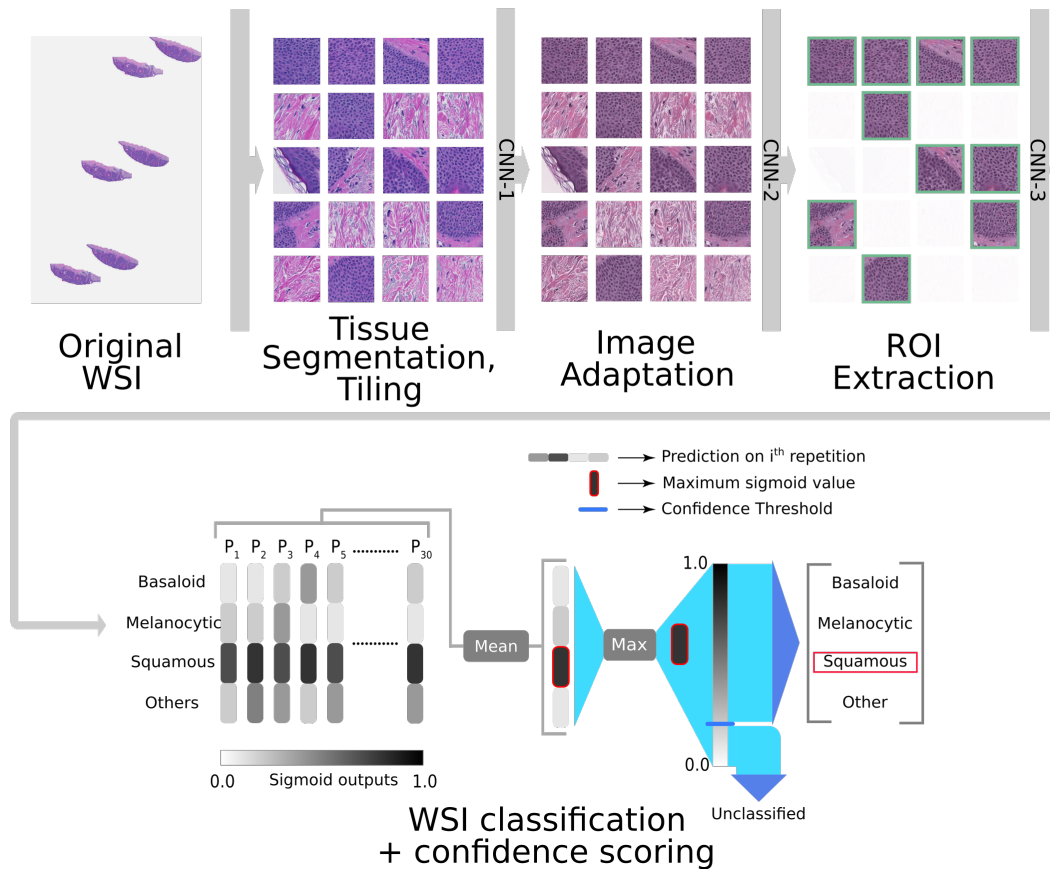 CNN-1
CNN-2
CNN-3
Original
WSI
Tissue
Segmentation,
Tiling
Image
Adaptation
ROI
Extraction
Prediction on ith repetition
Maximum sigmoid value
Confidence Threshold
P1 P2 P3 P4 P5 ........... P30
Basaloid
Melanocytic
Squamous
Others
...........
Mean
Max
1.0
0.0
Basaloid
Melanocytic
Squamous
Other
Unclassified
0.0 Sigmoid outputs 1.0
WSI classification
+ confidence scoring